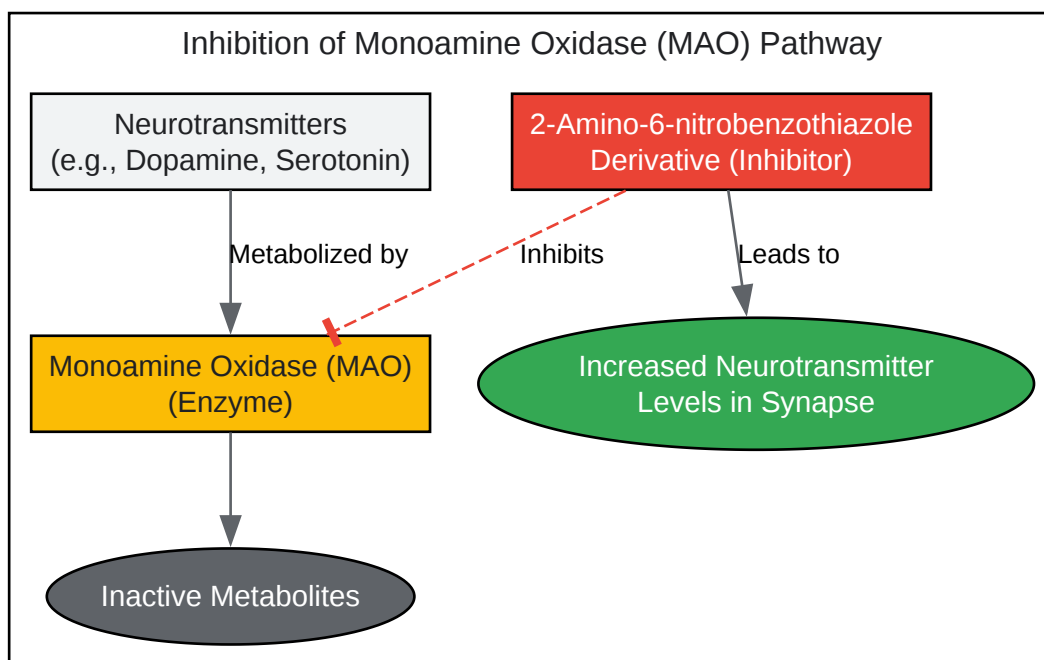 Inhibition of Monoamine Oxidase (MAO) Pathway
Neurotransmitters
(e.g., Dopamine, Serotonin)
2-Amino-6-nitrobenzothiazole
Derivative (Inhibitor)
Metabolized by
Inhibits
Leads to
Monoamine Oxidase (MAO)
(Enzyme)
Increased Neurotransmitter
Levels in Synapse
Inactive Metabolites